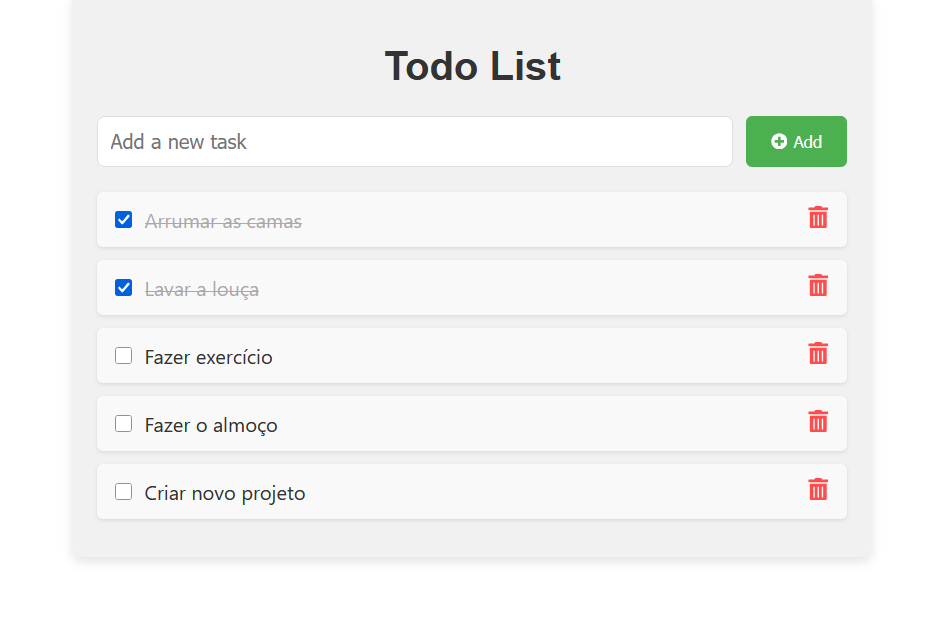 Todo List
Add a new task
Add
Arrumar as camas
Lavar a louça
Fazer exercício
Fazer o almoço
Criar novo projeto